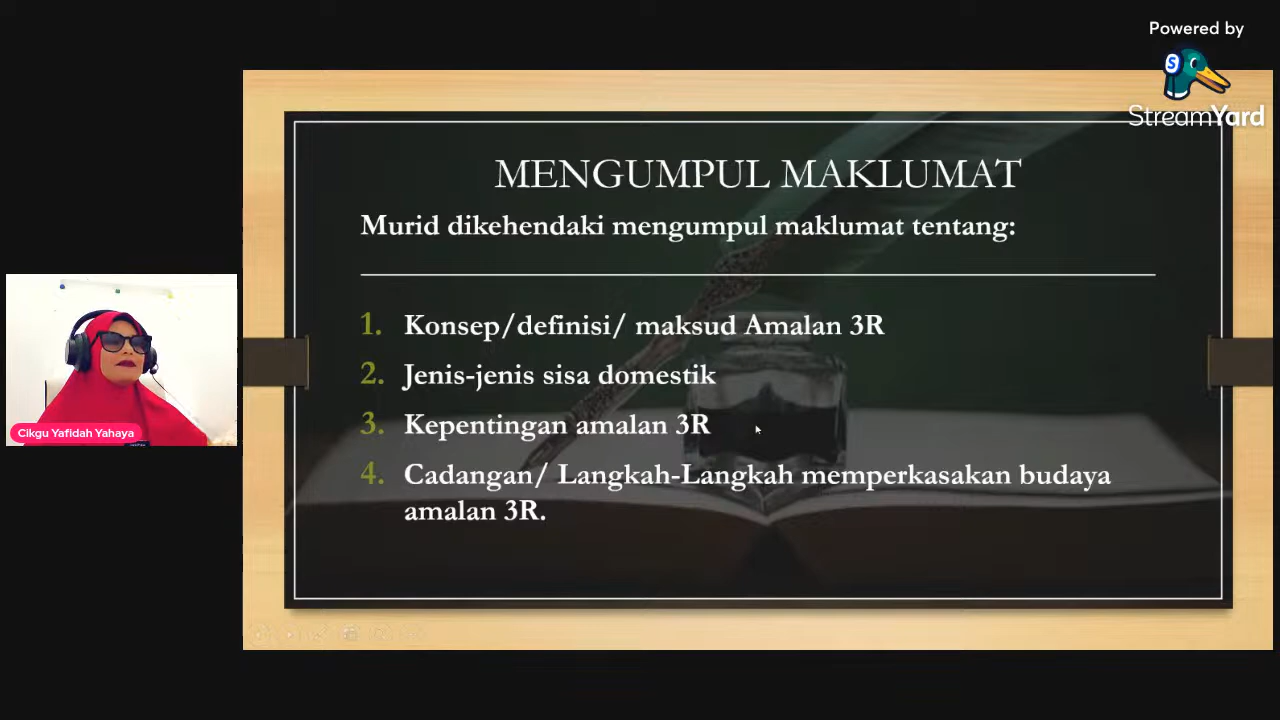 Powered by
StreamYard
MENGUMPUL MAKLUMAT
Murid dikehendaki mengumpul maklumat tentang:
1. Konsep/definisi/ maksud Amalan 3R
2. Jenis-jenis sisa domestik
3. Kepentingan amalan 3R
4. Cadangan/ Langkah-Langkah memperkasakan budaya
amalan 3R.
Cikgu Yafidah Yahaya